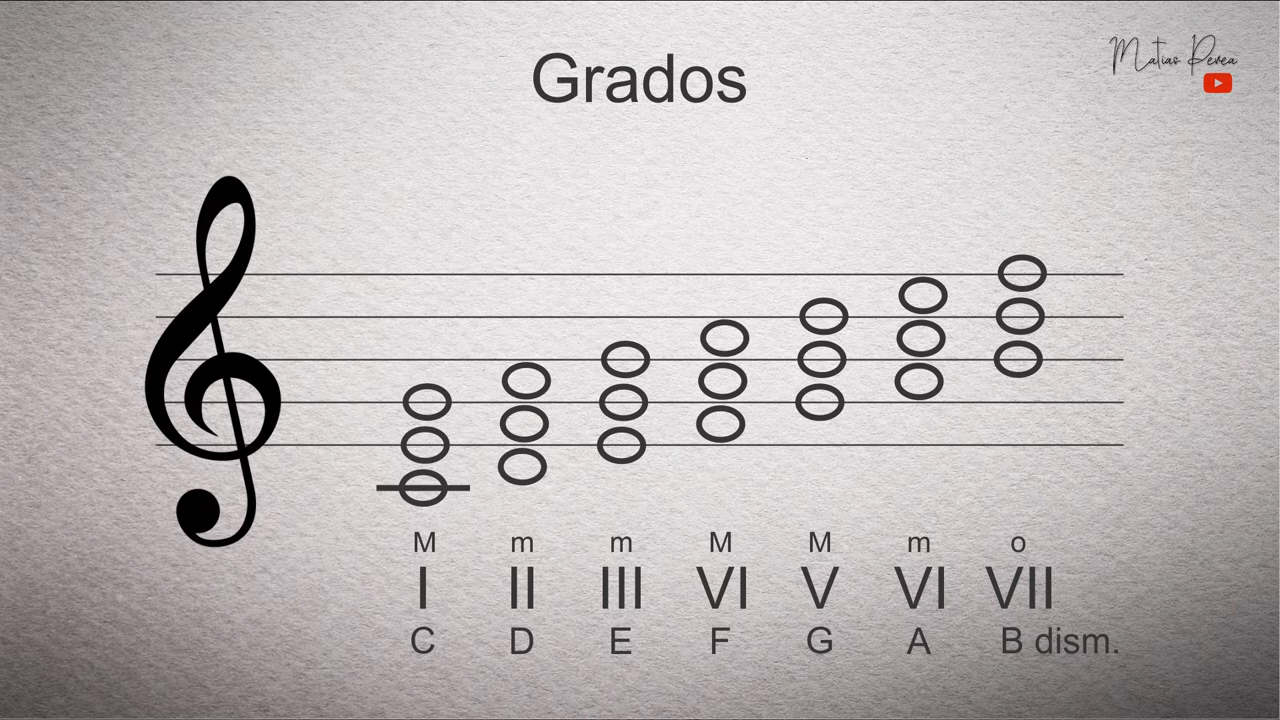 Grados
Matias Perea
M m m M M m o
I II III VI V VI VII
C D E F G A B dism.